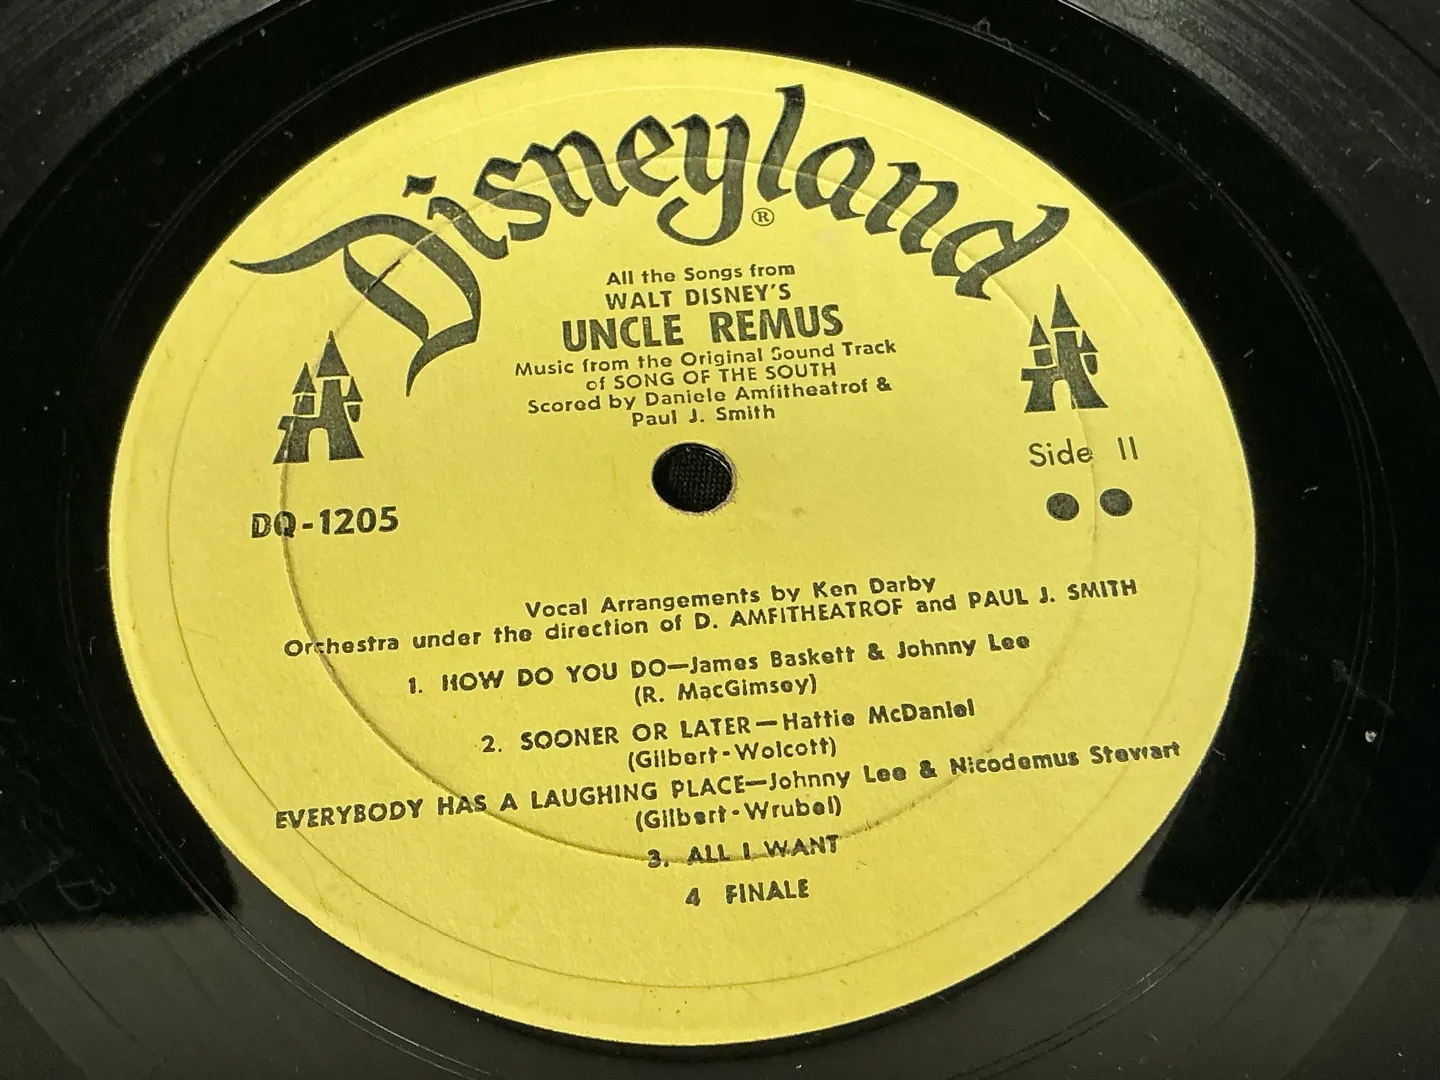 Disneyland®
All the Songs from
WALT DISNEY'S
UNCLE REMUS
Music from the Original Sound Track
of SONG OF THE SOUTH
Scored by Daniele Amfitheatrof &
Paul J. Smith
Side II
DQ-1205
Vocal Arrangements by Ken Darby
Orchestra under the direction of D. AMFITHEATROF and PAUL J. SMITH
1. HOW DO YOU DO—James Baskett & Johnny Lee
(R. MacGimsey)
2. SOONER OR LATER—Hattie McDaniel
(Gilbert-Wolcott)
EVERYBODY HAS A LAUGHING PLACE—Johnny Lee & Nicodemus Stewart
(Gilbert-Wrubel)
3. ALL I WANT
4 FINALE